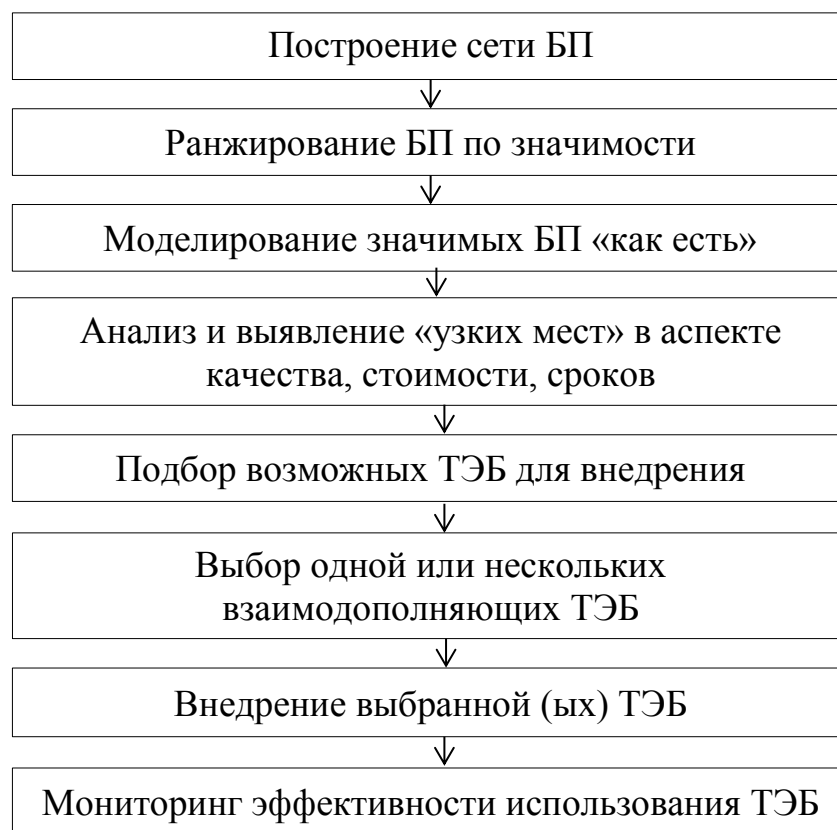 Построение сети БП
Ранжирование БП по значимости
Моделирование значимых БП «как есть»
Анализ и выявление «узких мест» в аспекте
качества, стоимости, сроков
Подбор возможных ТЭБ для внедрения
Выбор одной или нескольких
взаимодополняющих ТЭБ
Внедрение выбранной (ых) ТЭБ
Мониторинг эффективности использования ТЭБ